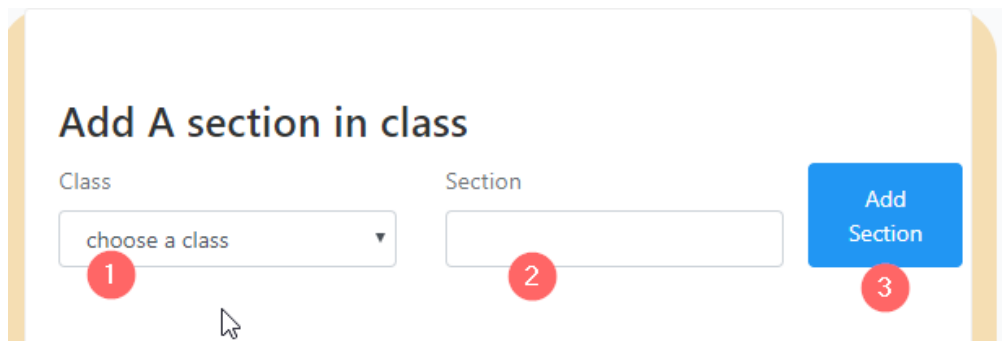 Add A section in class
Class
Section
Add
Section
choose a class
1
2
3